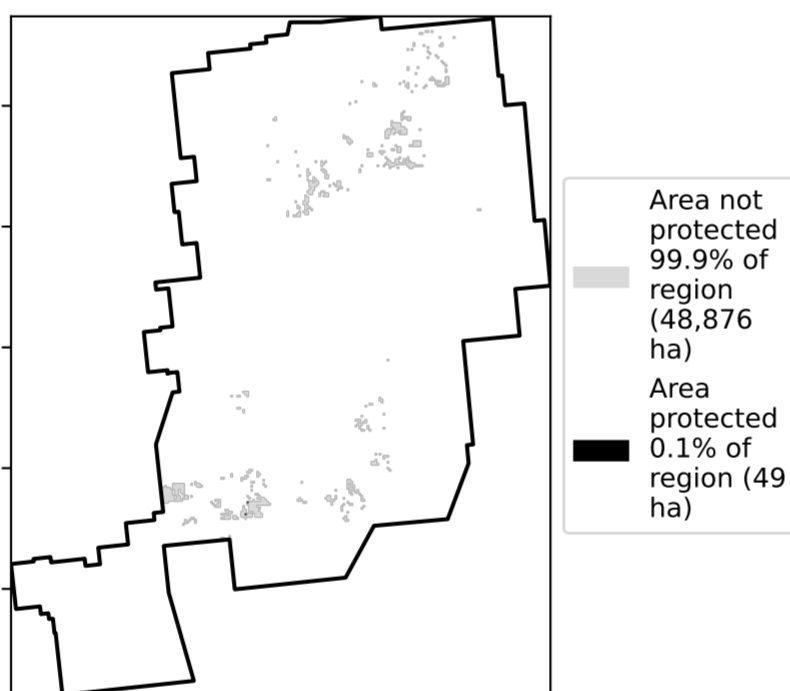 Area not
protected
99.9% of
region
(48,876
ha)
Area
protected
0.1% of
region (49
ha)